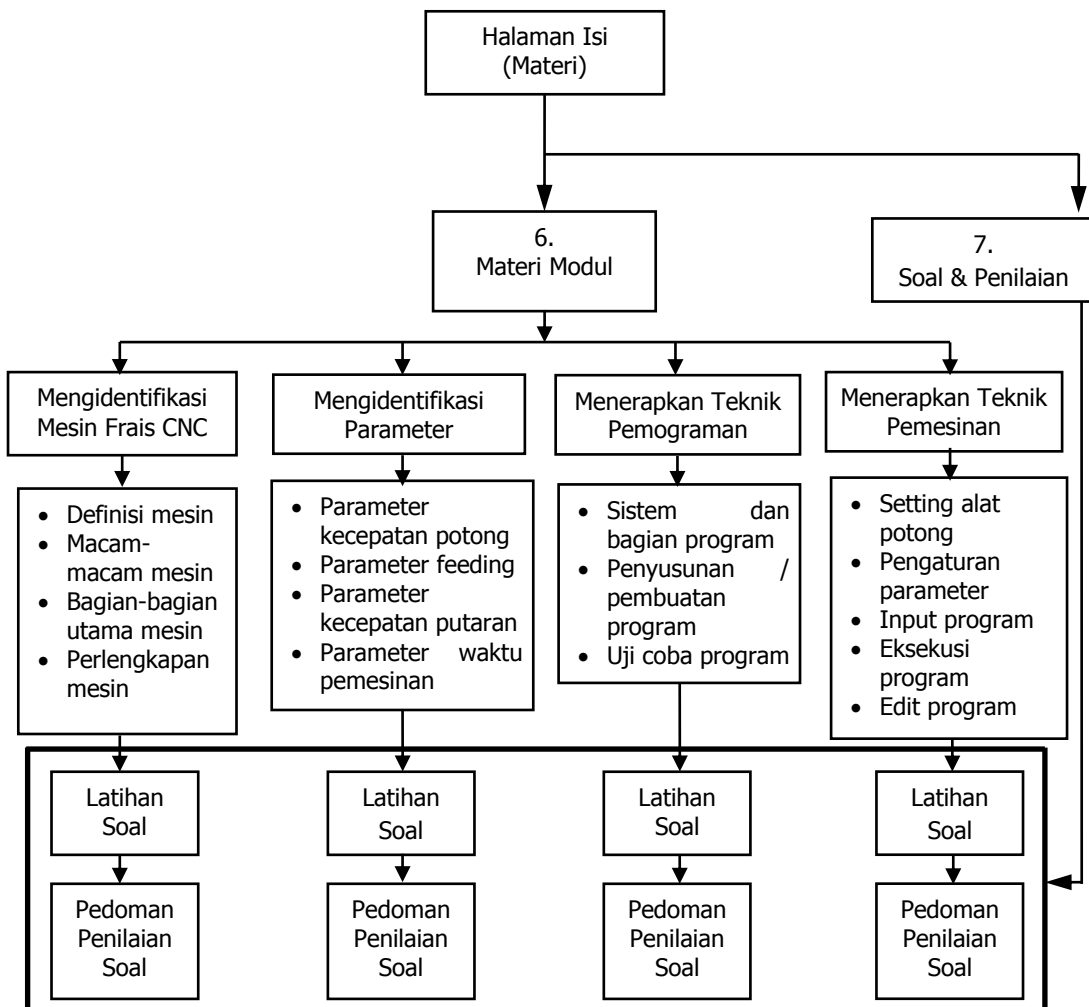 Halaman Isi
(Materi)
6.
Materi Modul
7.
Soal & Penilaian
Mengidentifikasi
Mesin Frais CNC
Mengidentifikasi
Parameter
Menerapkan Teknik
Pemograman
Menerapkan Teknik
Pemesinan
• Definisi mesin
• Macam-
macam mesin
• Bagian-bagian
utama mesin
• Perlengkapan
mesin
• Parameter
kecepatan potong
• Parameter feeding
• Parameter
kecepatan putaran
• Parameter waktu
pemesinan
• Sistem dan
bagian program
• Penyusunan /
pembuatan
program
• Uji coba program
• Setting alat
potong
• Pengaturan
parameter
• Input program
• Eksekusi
program
• Edit program
Latihan
Soal
Latihan
Soal
Latihan
Soal
Latihan
Soal
Pedoman
Penilaian
Soal
Pedoman
Penilaian
Soal
Pedoman
Penilaian
Soal
Pedoman
Penilaian
Soal